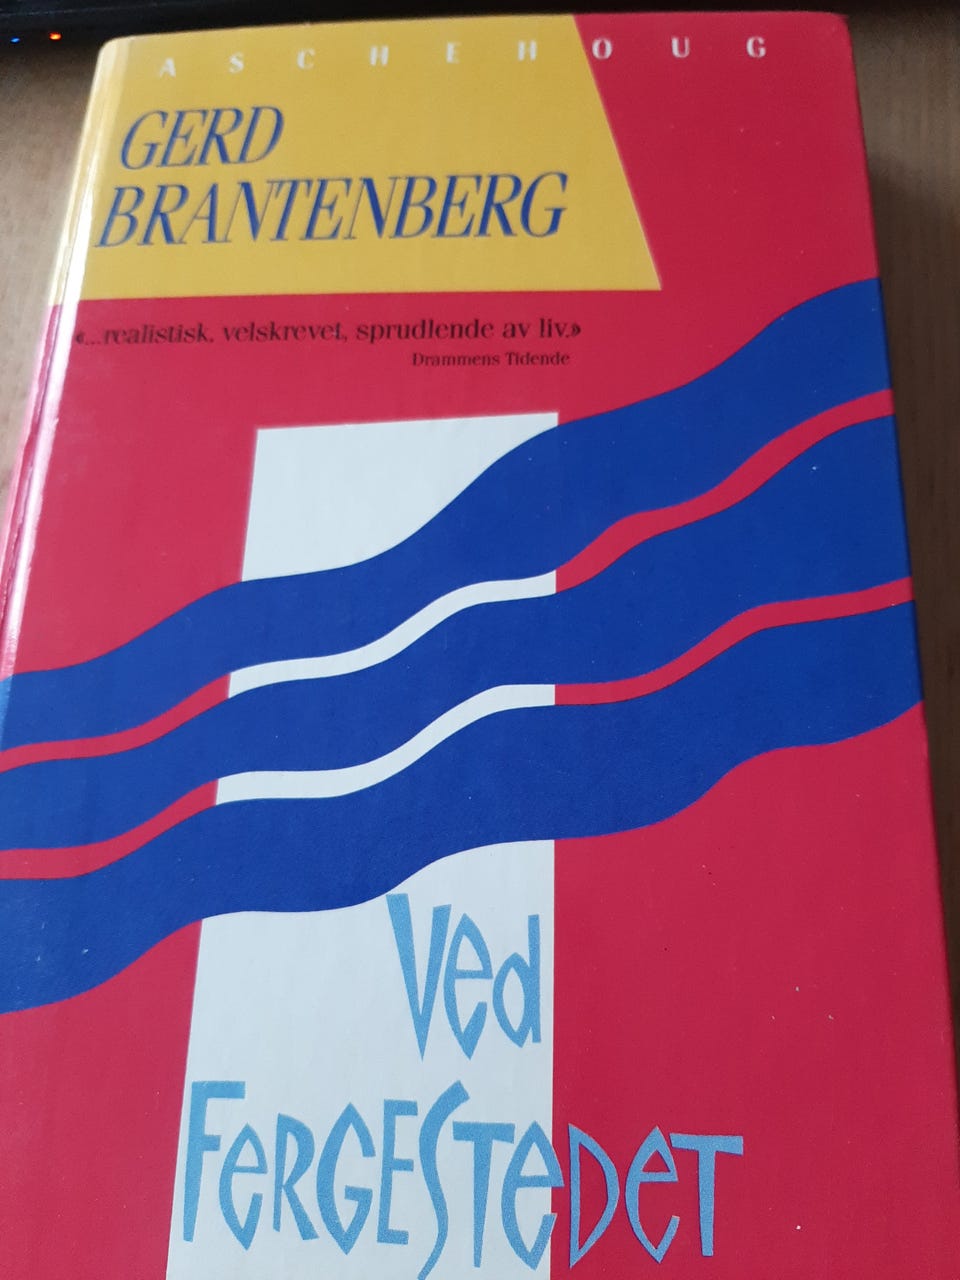 ASCHEHOUG
GERD
BRANTENBERG
«...realistisk, velskrevet, sprudlende av liv.»
Drammens Tidende
Ved
FeRGESTeDeT